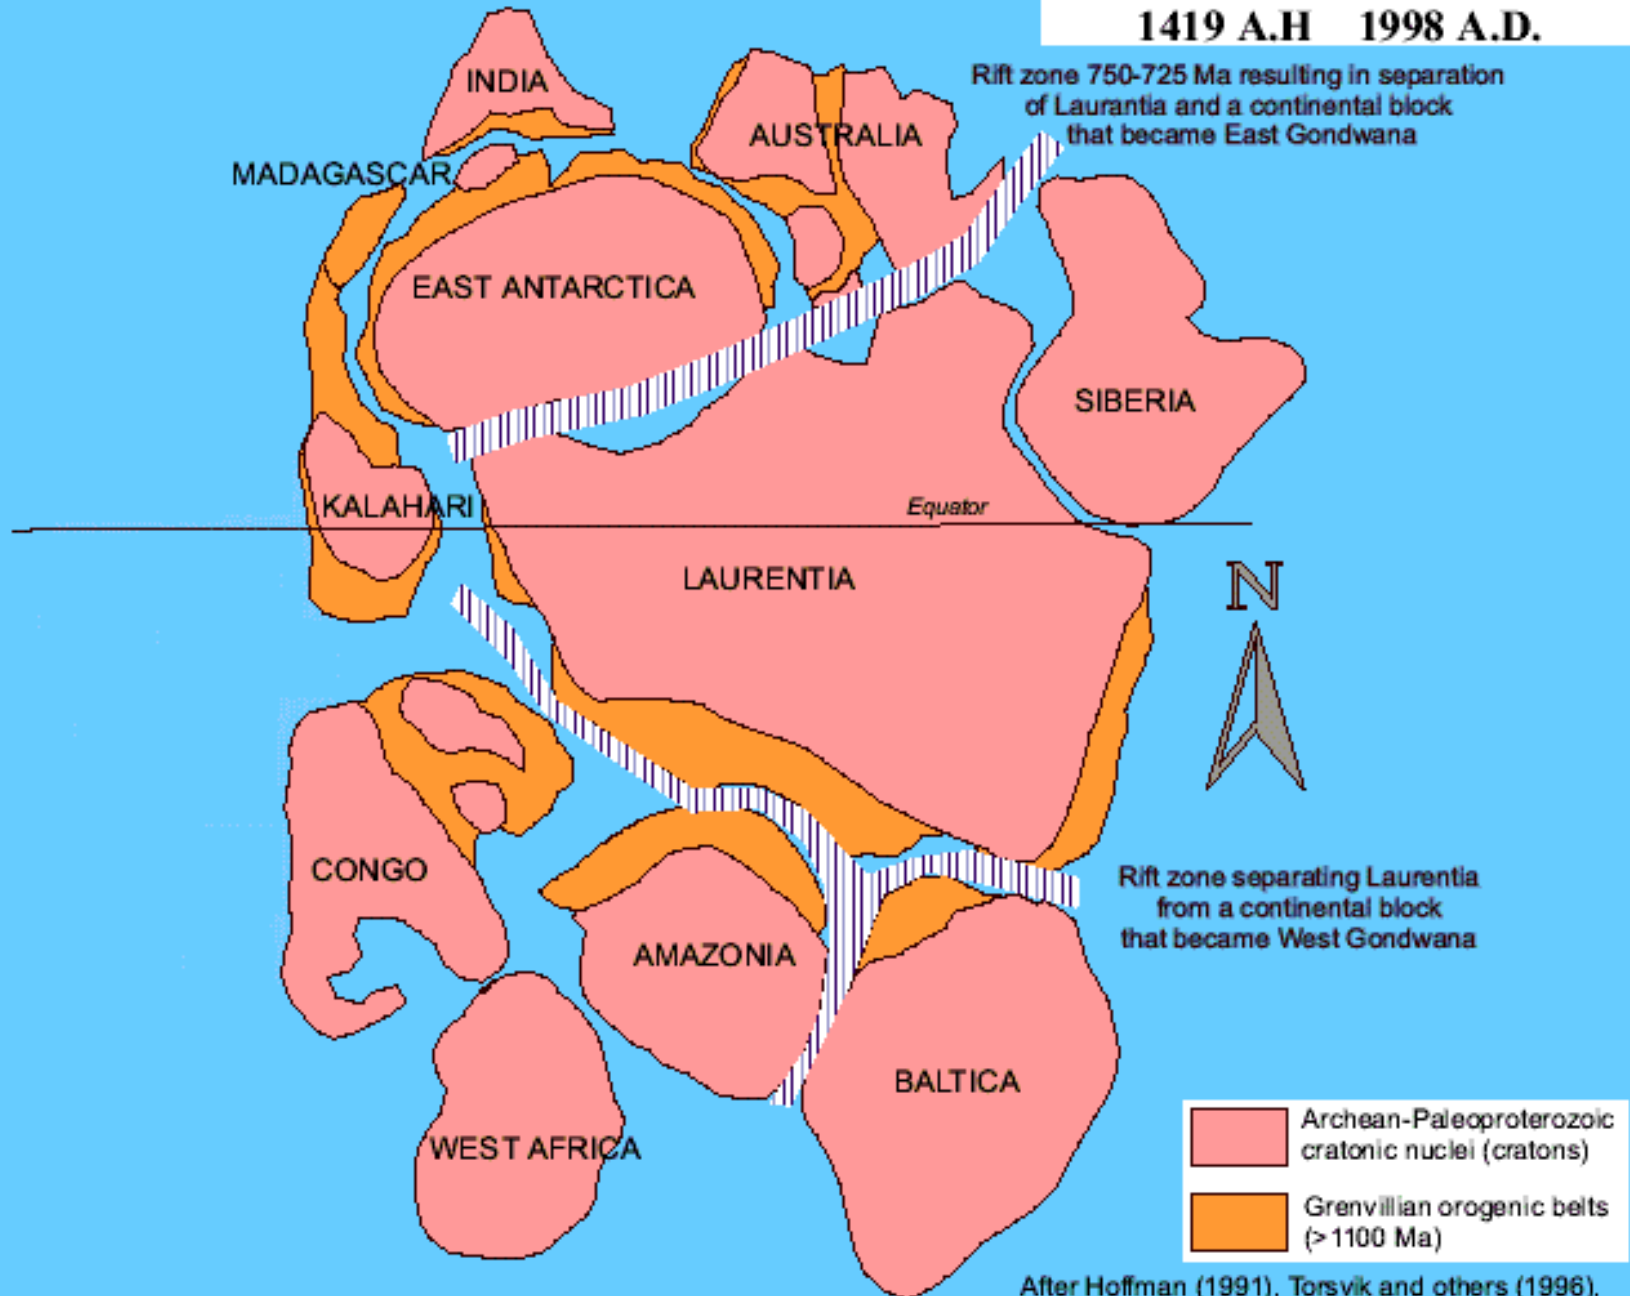 1419 A.H 1998 A.D.
Rift zone 750-725 Ma resulting in separation
of Laurantia and a continental block
that became East Gondwana
INDIA
AUSTRALIA
MADAGASCAR
EAST ANTARCTICA
SIBERIA
KALAHARI
Equator
LAURENTIA
N
CONGO
Rift zone separating Laurentia
from a continental block
that became West Gondwana
AMAZONIA
BALTICA
WEST AFRICA
Archean-Paleoproterozoic
cratonic nuclei (cratons)
Grenvillian orogenic belts
(>1100 Ma)
After Hoffman (1991), Torsvik and others (1996),